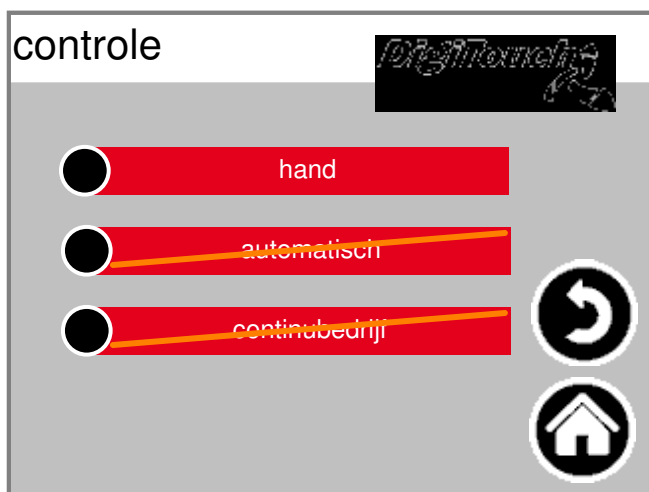 controle
DigiTouch
hand
automatisch
continubedrijf